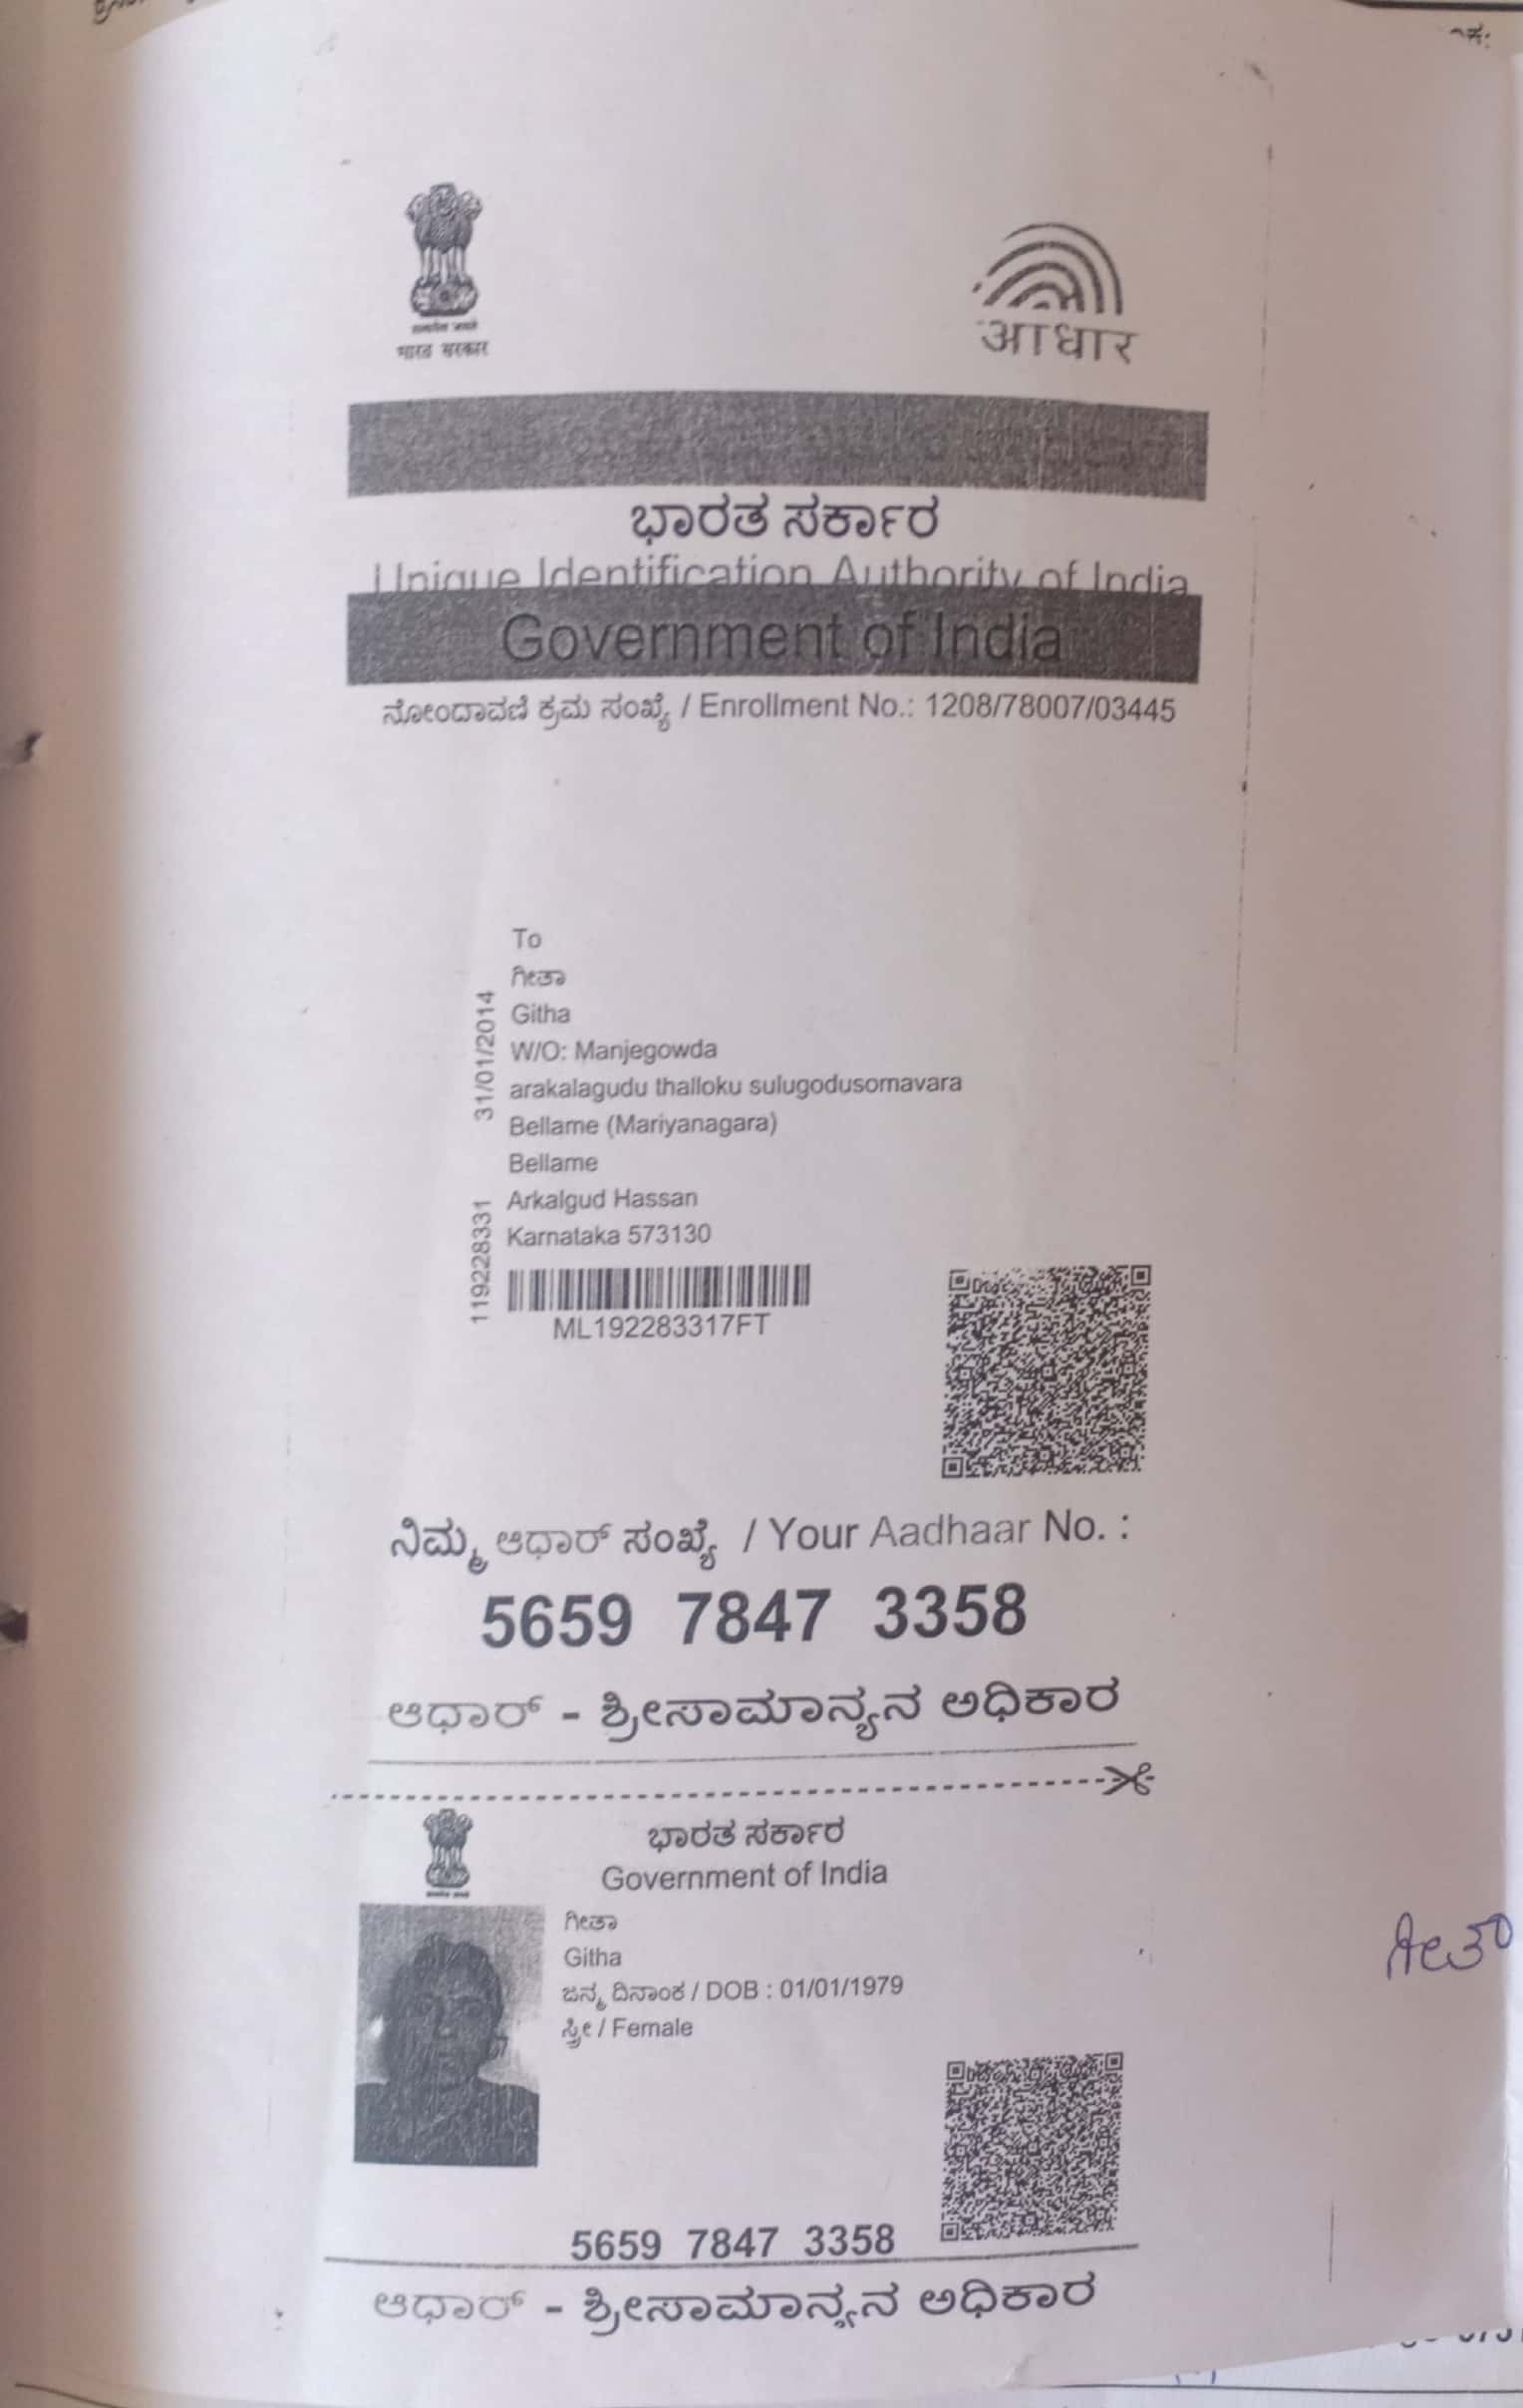 भारत सरकार
आधार
ಭಾರತ ಸರ್ಕಾರ
Unique Identification Authority of India
Government of India
ನೋಂದಾವಣಿ ಕ್ರಮ ಸಂಖ್ಯೆ / Enrollment No.: 1208/78007/03445
To
ಗೀತಾ
Githa
W/O: Manjegowda
arakalagudu thalloku sulugodusomavara
Bellame (Mariyanagara)
Bellame
Arkalgud Hassan
Karnataka 573130
31/01/2014
119228331
ML192283317FT
ನಿಮ್ಮ ಆಧಾರ್ ಸಂಖ್ಯೆ / Your Aadhaar No. :
5659 7847 3358
ಆಧಾರ್ - ಶ್ರೀಸಾಮಾನ್ಯನ ಅಧಿಕಾರ
ಭಾರತ ಸರ್ಕಾರ
Government of India
ಗೀತಾ
Githa
ಜನ್ಮ ದಿನಾಂಕ / DOB : 01/01/1979
ಸ್ತ್ರೀ / Female
ಗೀತಾ
5659 7847 3358
ಆಧಾರ್ - ಶ್ರೀಸಾಮಾನ್ಯನ ಅಧಿಕಾರ